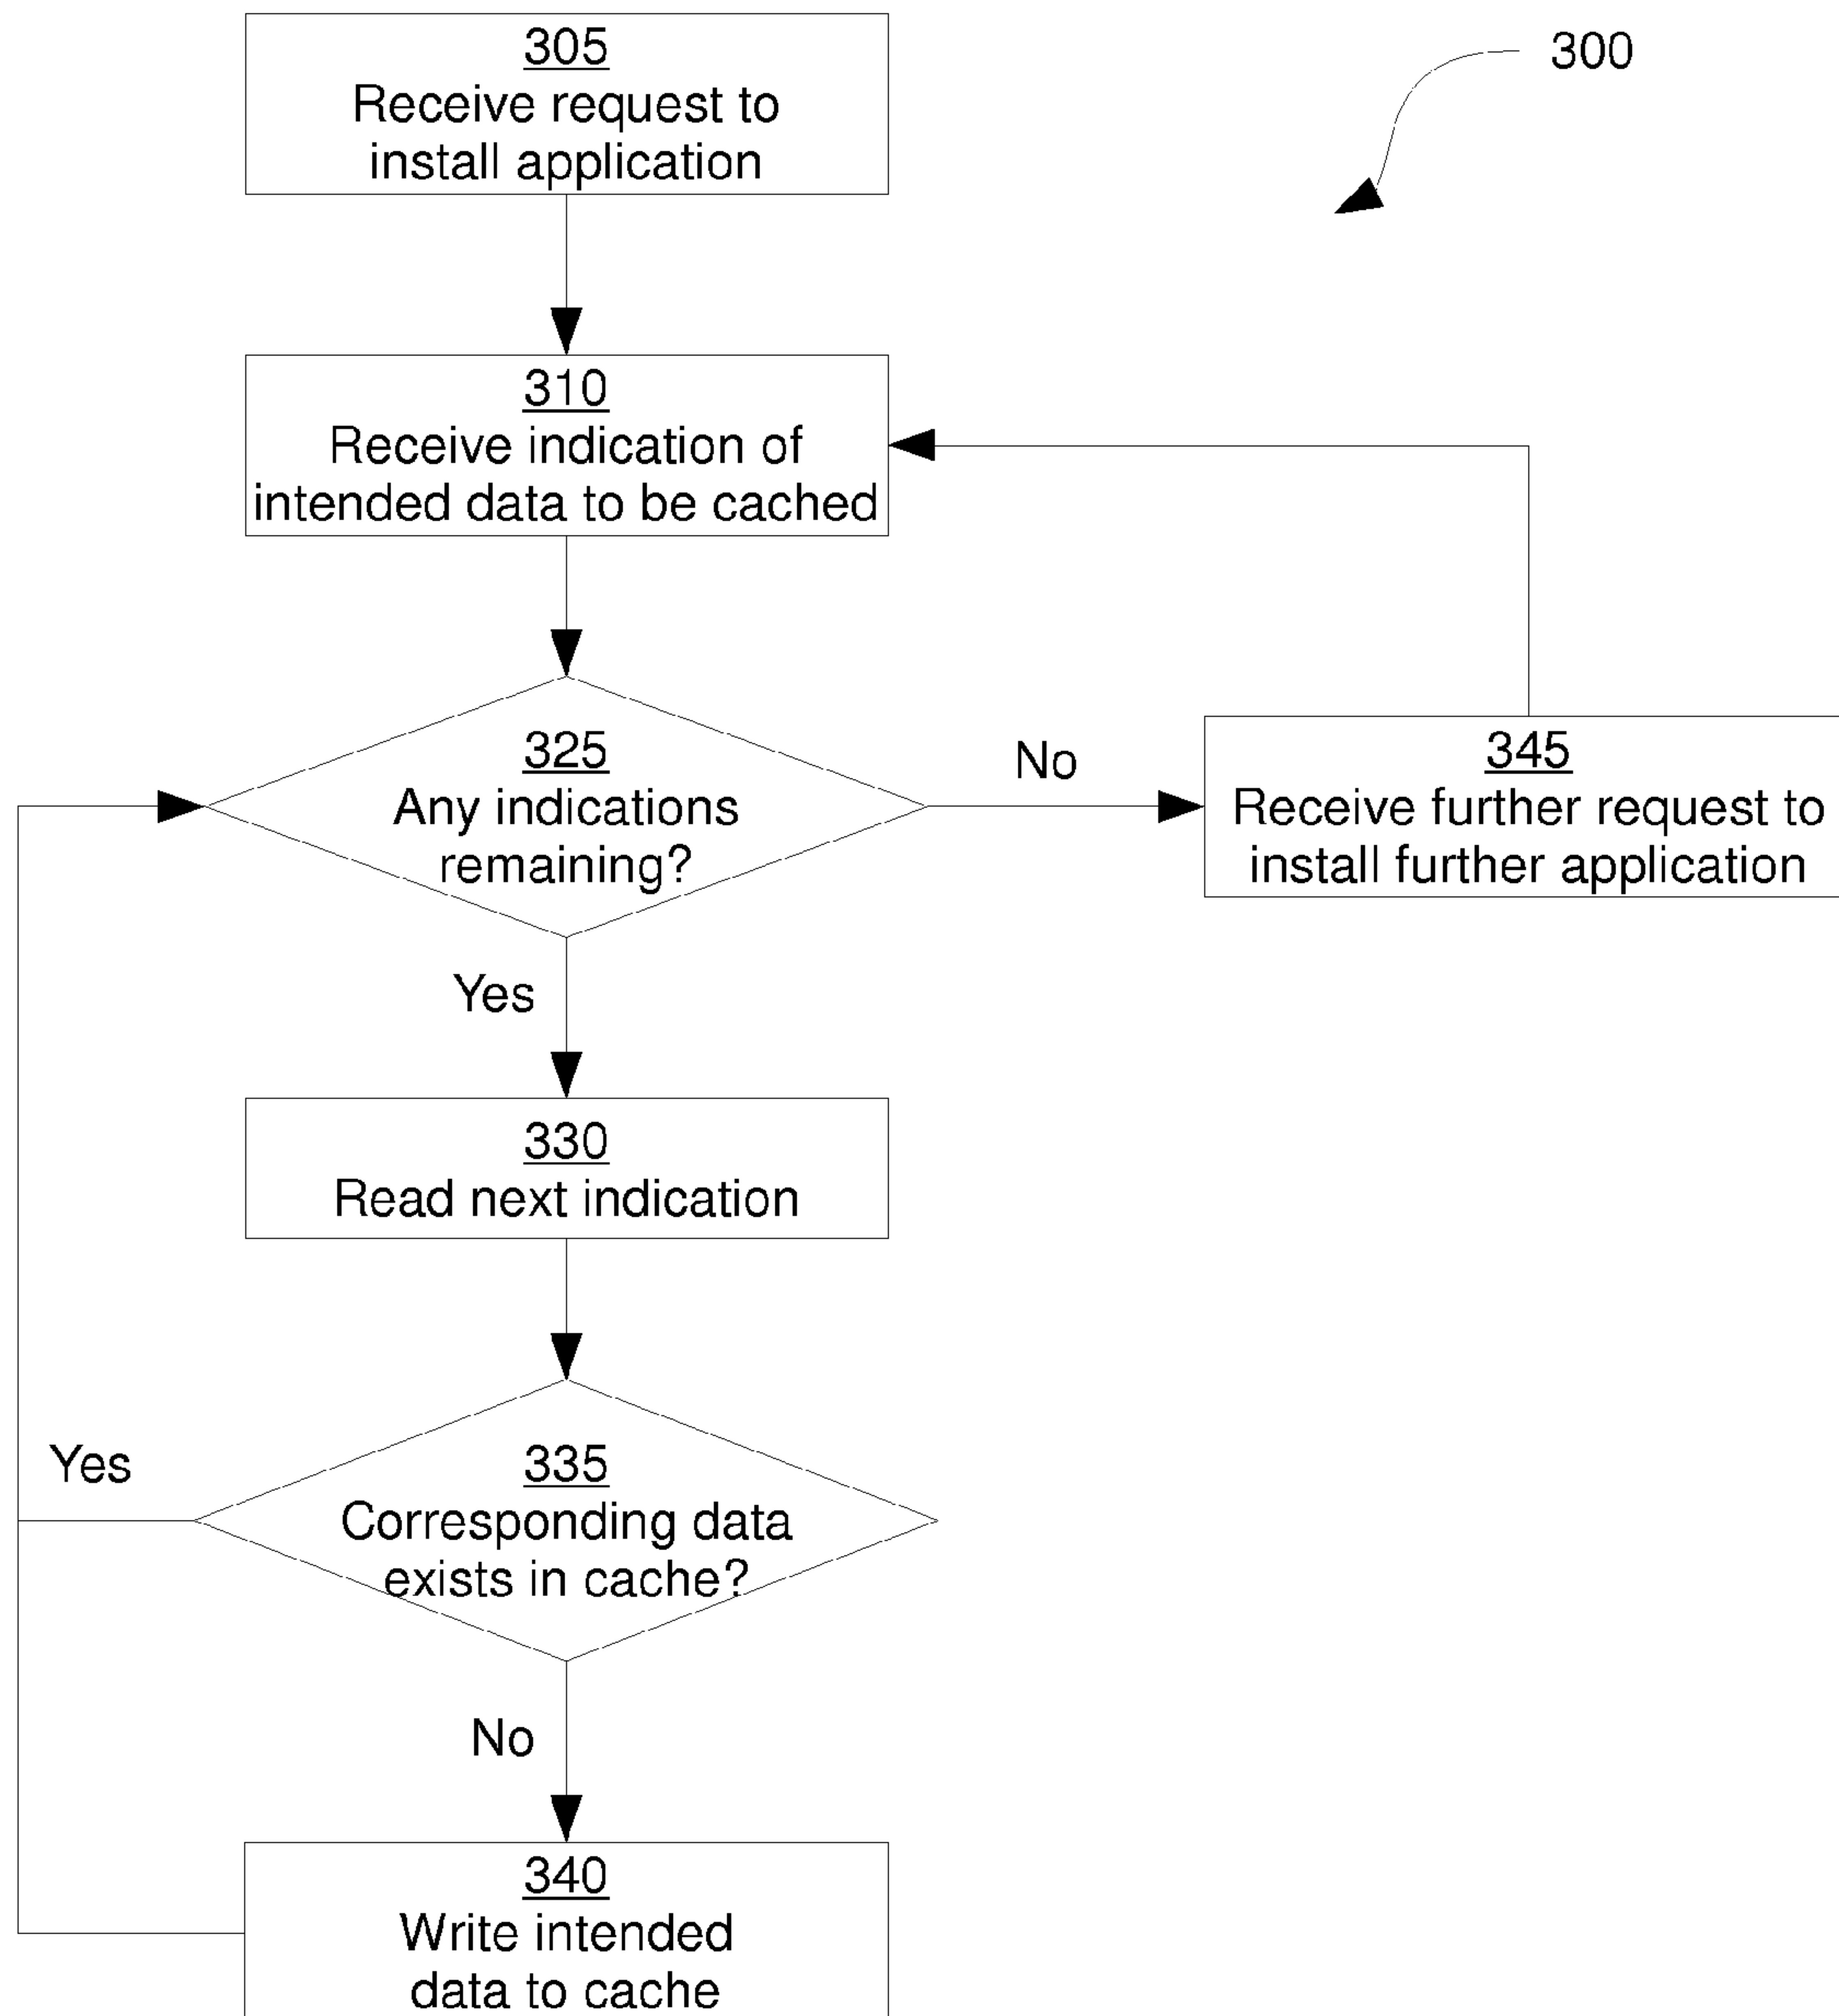 305
Receive request to
install application
300
310
Receive indication of
intended data to be cached
325
Any indications
remaining?
No
345
Receive further request to
install further application
Yes
330
Read next indication
Yes
335
Corresponding data
exists in cache?
No
340
Write intended
data to cache